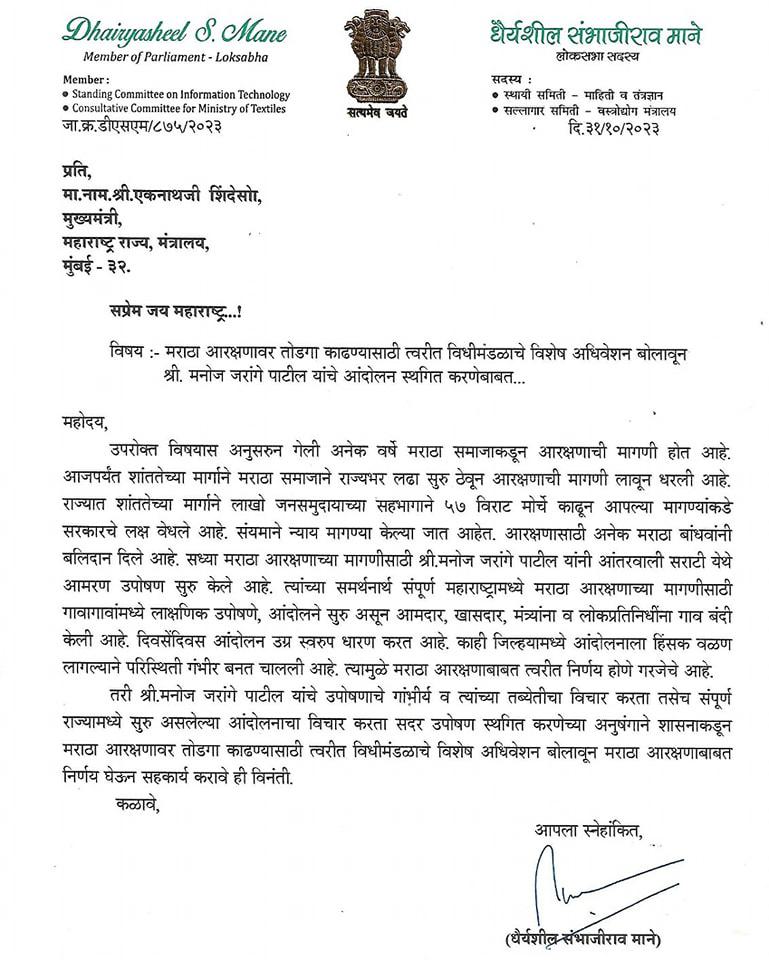 Dhairyasheel S. Mane
Member of Parliament - Loksabha
Member :
● Standing Committee on Information Technology
● Consultative Committee for Ministry of Textiles
जा.क्र.डीएसएम/८७५/२०२३
सत्यमेव जयते
धैर्यशील संभाजीराव माने
लोकसभा सदस्य
सदस्य :
● स्थायी समिती – माहिती व तंत्रज्ञान
● सल्लागार समिती – वस्त्रोद्योग मंत्रालय
दि.३१/१०/२०२३
प्रति,
मा.नाम.श्री.एकनाथजी शिंदेसाो,
मुख्यमंत्री,
महाराष्ट्र राज्य, मंत्रालय,
मुंबई - ३२.
सप्रेम जय महाराष्ट्र...!
विषय :- मराठा आरक्षणावर तोडगा काढण्यासाठी त्वरीत विधीमंडळाचे विशेष अधिवेशन बोलावून
श्री. मनोज जरांगे पाटील यांचे आंदोलन स्थगित करणेबाबत...
महोदय,
उपरोक्त विषयास अनुसरुन गेली अनेक वर्षे मराठा समाजाकडून आरक्षणाची मागणी होत आहे.
आजपर्यंत शांततेच्या मार्गाने मराठा समाजाने राज्यभर लढा सुरु ठेवून आरक्षणाची मागणी लावून धरली आहे.
राज्यात शांततेच्या मार्गाने लाखो जनसमुदायाच्या सहभागाने ५७ विराट मोर्चे काढून आपल्या मागण्यांकडे
सरकारचे लक्ष वेधले आहे. संयमाने न्याय मागण्या केल्या जात आहेत. आरक्षणासाठी अनेक मराठा बांधवांनी
बलिदान दिले आहे. सध्या मराठा आरक्षणाच्या मागणीसाठी श्री.मनोज जरांगे पाटील यांनी आंतरवाली सराटी येथे
आमरण उपोषण सुरु केले आहे. त्यांच्या समर्थनार्थ संपूर्ण महाराष्ट्रामध्ये मराठा आरक्षणाच्या मागणीसाठी
गावागावांमध्ये लाक्षणिक उपोषणे, आंदोलने सुरु असून आमदार, खासदार, मंत्र्यांना व लोकप्रतिनिधींना गाव बंदी
केली आहे. दिवसेंदिवस आंदोलन उग्र स्वरुप धारण करत आहे. काही जिल्हयामध्ये आंदोलनाला हिंसक वळण
लागल्याने परिस्थिती गंभीर बनत चालली आहे. त्यामुळे मराठा आरक्षणाबाबत त्वरीत निर्णय होणे गरजेचे आहे.
तरी श्री.मनोज जरांगे पाटील यांचे उपोषणाचे गांभीर्य व त्यांच्या तब्येतीचा विचार करता तसेच संपूर्ण
राज्यामध्ये सुरु असलेल्या आंदोलनाचा विचार करता सदर उपोषण स्थगित करणेच्या अनुषंगाने शासनाकडून
मराठा आरक्षणावर तोडगा काढण्यासाठी त्वरीत विधीमंडळाचे विशेष अधिवेशन बोलावून मराठा आरक्षणाबाबत
निर्णय घेऊन सहकार्य करावे ही विनंती.
कळावे,
आपला स्नेहांकित,
(धैर्यशील संभाजीराव माने)